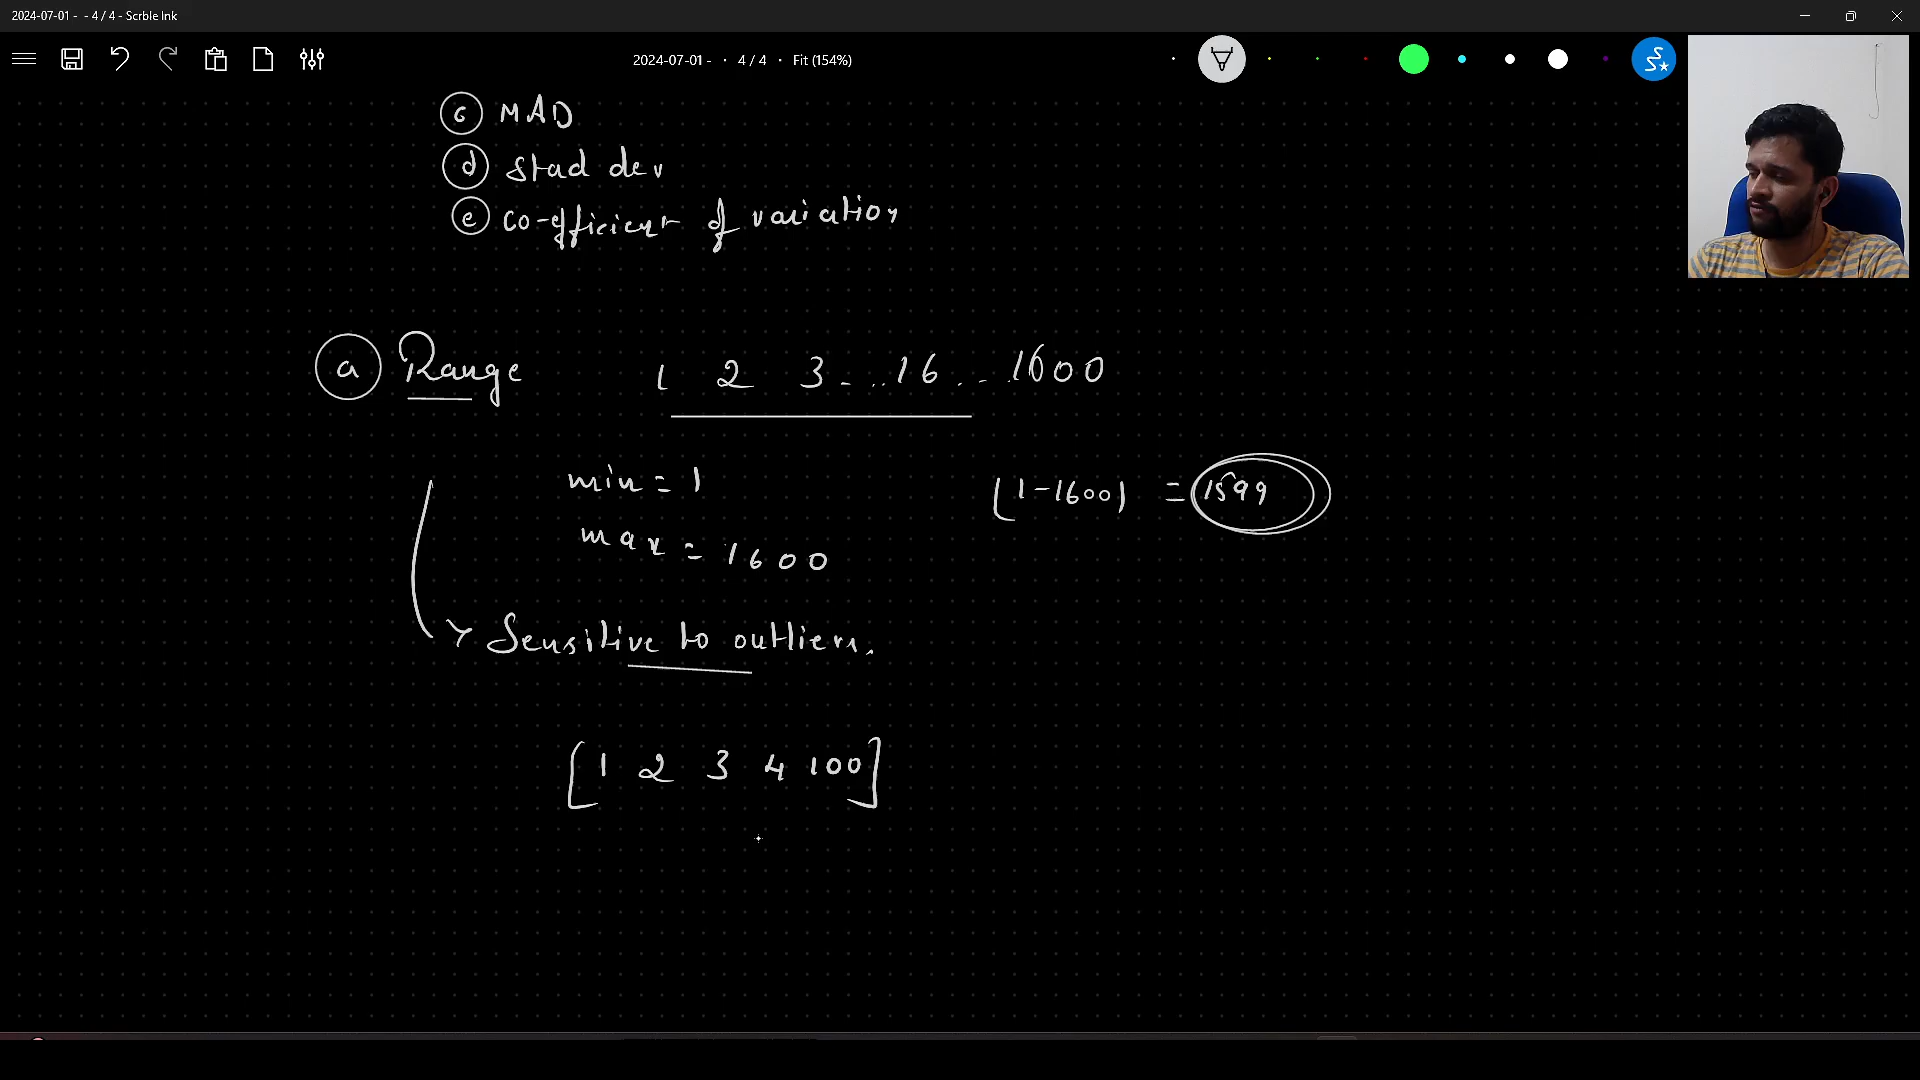 2024-07-01 - - 4 / 4 - Scrble Ink
2024-07-01 - · 4 / 4 · Fit (154%)
c MAD
d stad dev
e co-efficient of variation
a Range 1 2 3 - .. 16 .. - . 1600
min = 1
[1-1600) = 1599
max = 1600
> Sensitive to outliers.
[1 2 3 4 100]